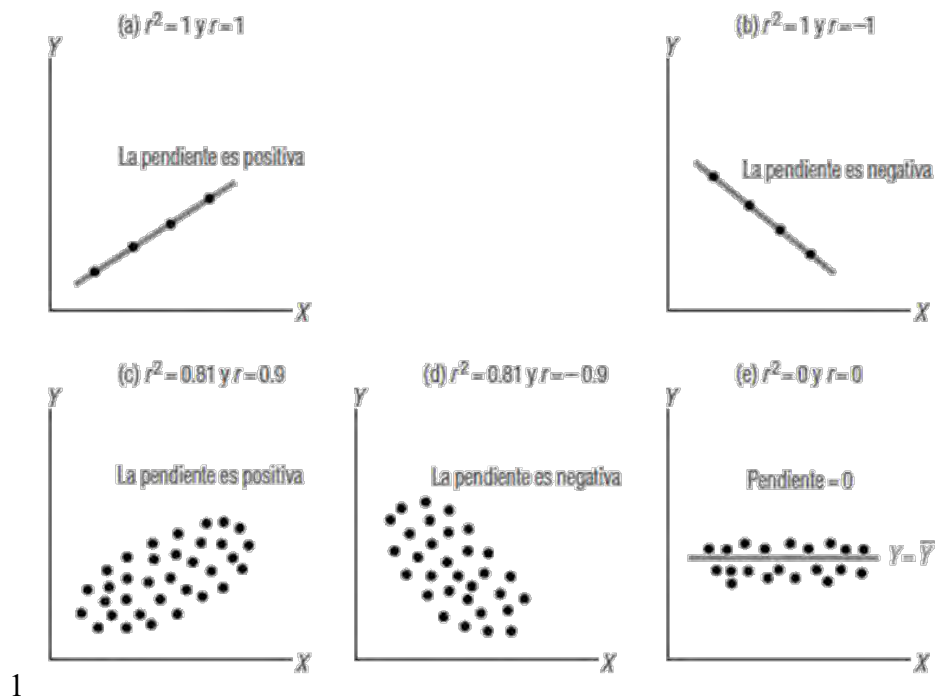 (a) r² = 1 y r = 1
Y
La pendiente es positiva
X
(b) r² = 1 y r = −1
Y
La pendiente es negativa
X
(c) r² = 0.81 y r = 0.9
Y
La pendiente es positiva
X
(d) r² = 0.81 y r = −0.9
Y
La pendiente es negativa
X
(e) r² = 0 y r = 0
Y
Pendiente = 0
Y = Y̅
X
1